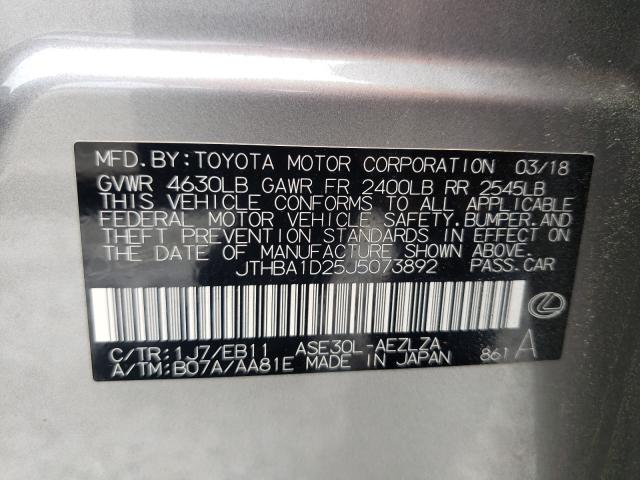 MFD. BY: TOYOTA MOTOR CORPORATION 03/18
GVWR 4630LB GAWR FR 2400LB RR 2545LB
THIS VEHICLE CONFORMS TO ALL APPLICABLE
FEDERAL MOTOR VEHICLE SAFETY, BUMPER, AND
THEFT PREVENTION STANDARDS IN EFFECT ON
THE DATE OF MANUFACTURE SHOWN ABOVE.
JTHBA1D25J5073892 PASS. CAR
C/TR: 1J7/EB11 ASE30L-AEZLZA
A/TM: B07A/AA81E MADE IN JAPAN 861 A